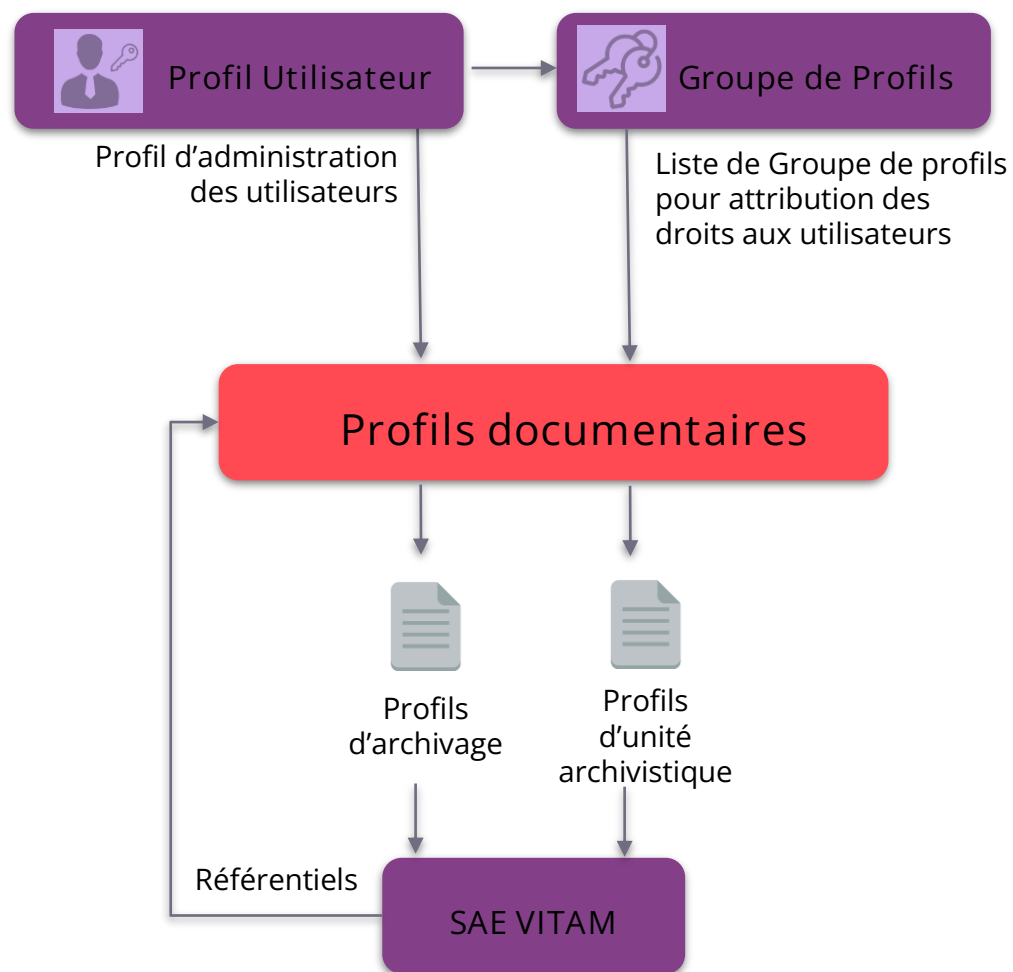 Profil Utilisateur
Groupe de Profils
Profil d’administration
des utilisateurs
Liste de Groupe de profils
pour attribution des
droits aux utilisateurs
Profils documentaires
Profils
d’archivage
Profils
d’unité
archivistique
Référentiels
SAE VITAM